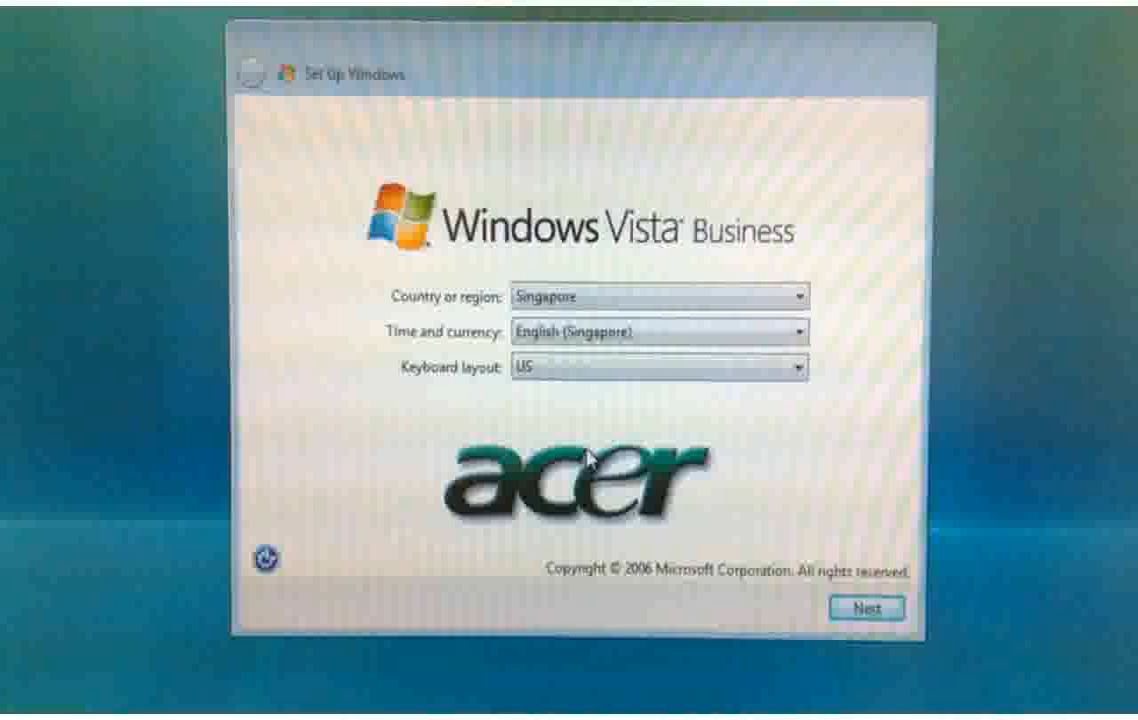 Set Up Windows
Windows Vista™ Business
Country or region: Singapore
Time and currency: English (Singapore)
Keyboard layout: US
acer
Copyright © 2006 Microsoft Corporation. All rights reserved.
Next